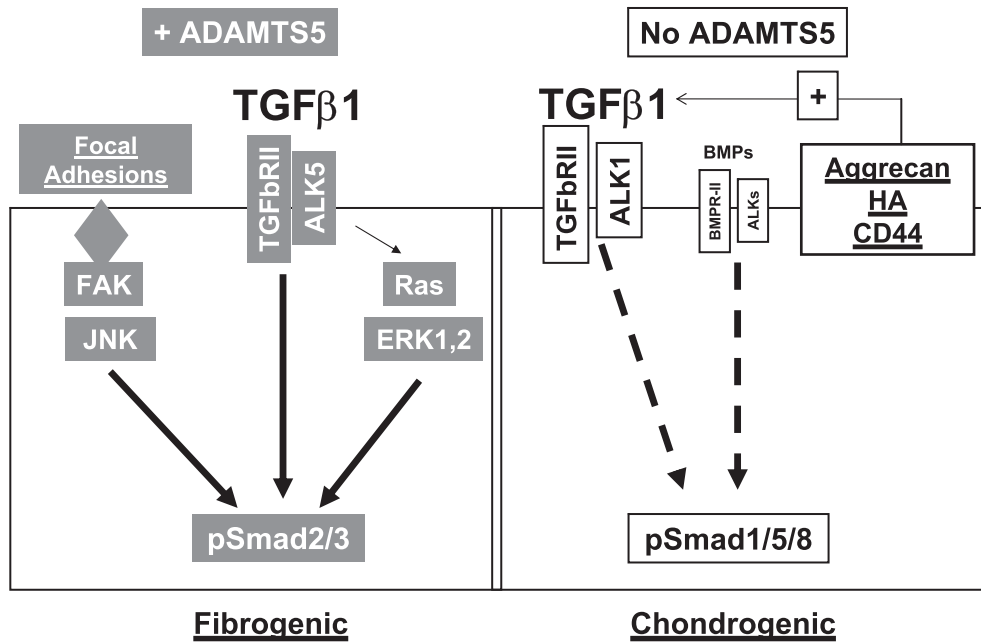 + ADAMTS5
TGFβ1
Focal
Adhesions
TGFbRII
ALK5
FAK
JNK
Ras
ERK1,2
pSmad2/3
Fibrogenic
No ADAMTS5
TGFβ1
+
TGFbRII
ALK1
BMPs
BMPR-II
ALKs
Aggrecan
HA
CD44
pSmad1/5/8
Chondrogenic